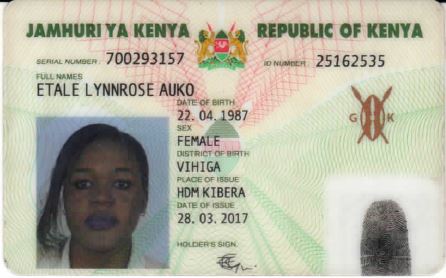 JAMHURI YA KENYA REPUBLIC OF KENYA
SERIAL NUMBER: 700293157 ID NUMBER: 25162535
FULL NAMES
ETALE LYNNROSE AUKO
DATE OF BIRTH
22. 04. 1987
SEX
FEMALE
G K
DISTRICT OF BIRTH
VIHIGA
PLACE OF ISSUE
HDM KIBERA
DATE OF ISSUE
28. 03. 2017
HOLDER'S SIGN.